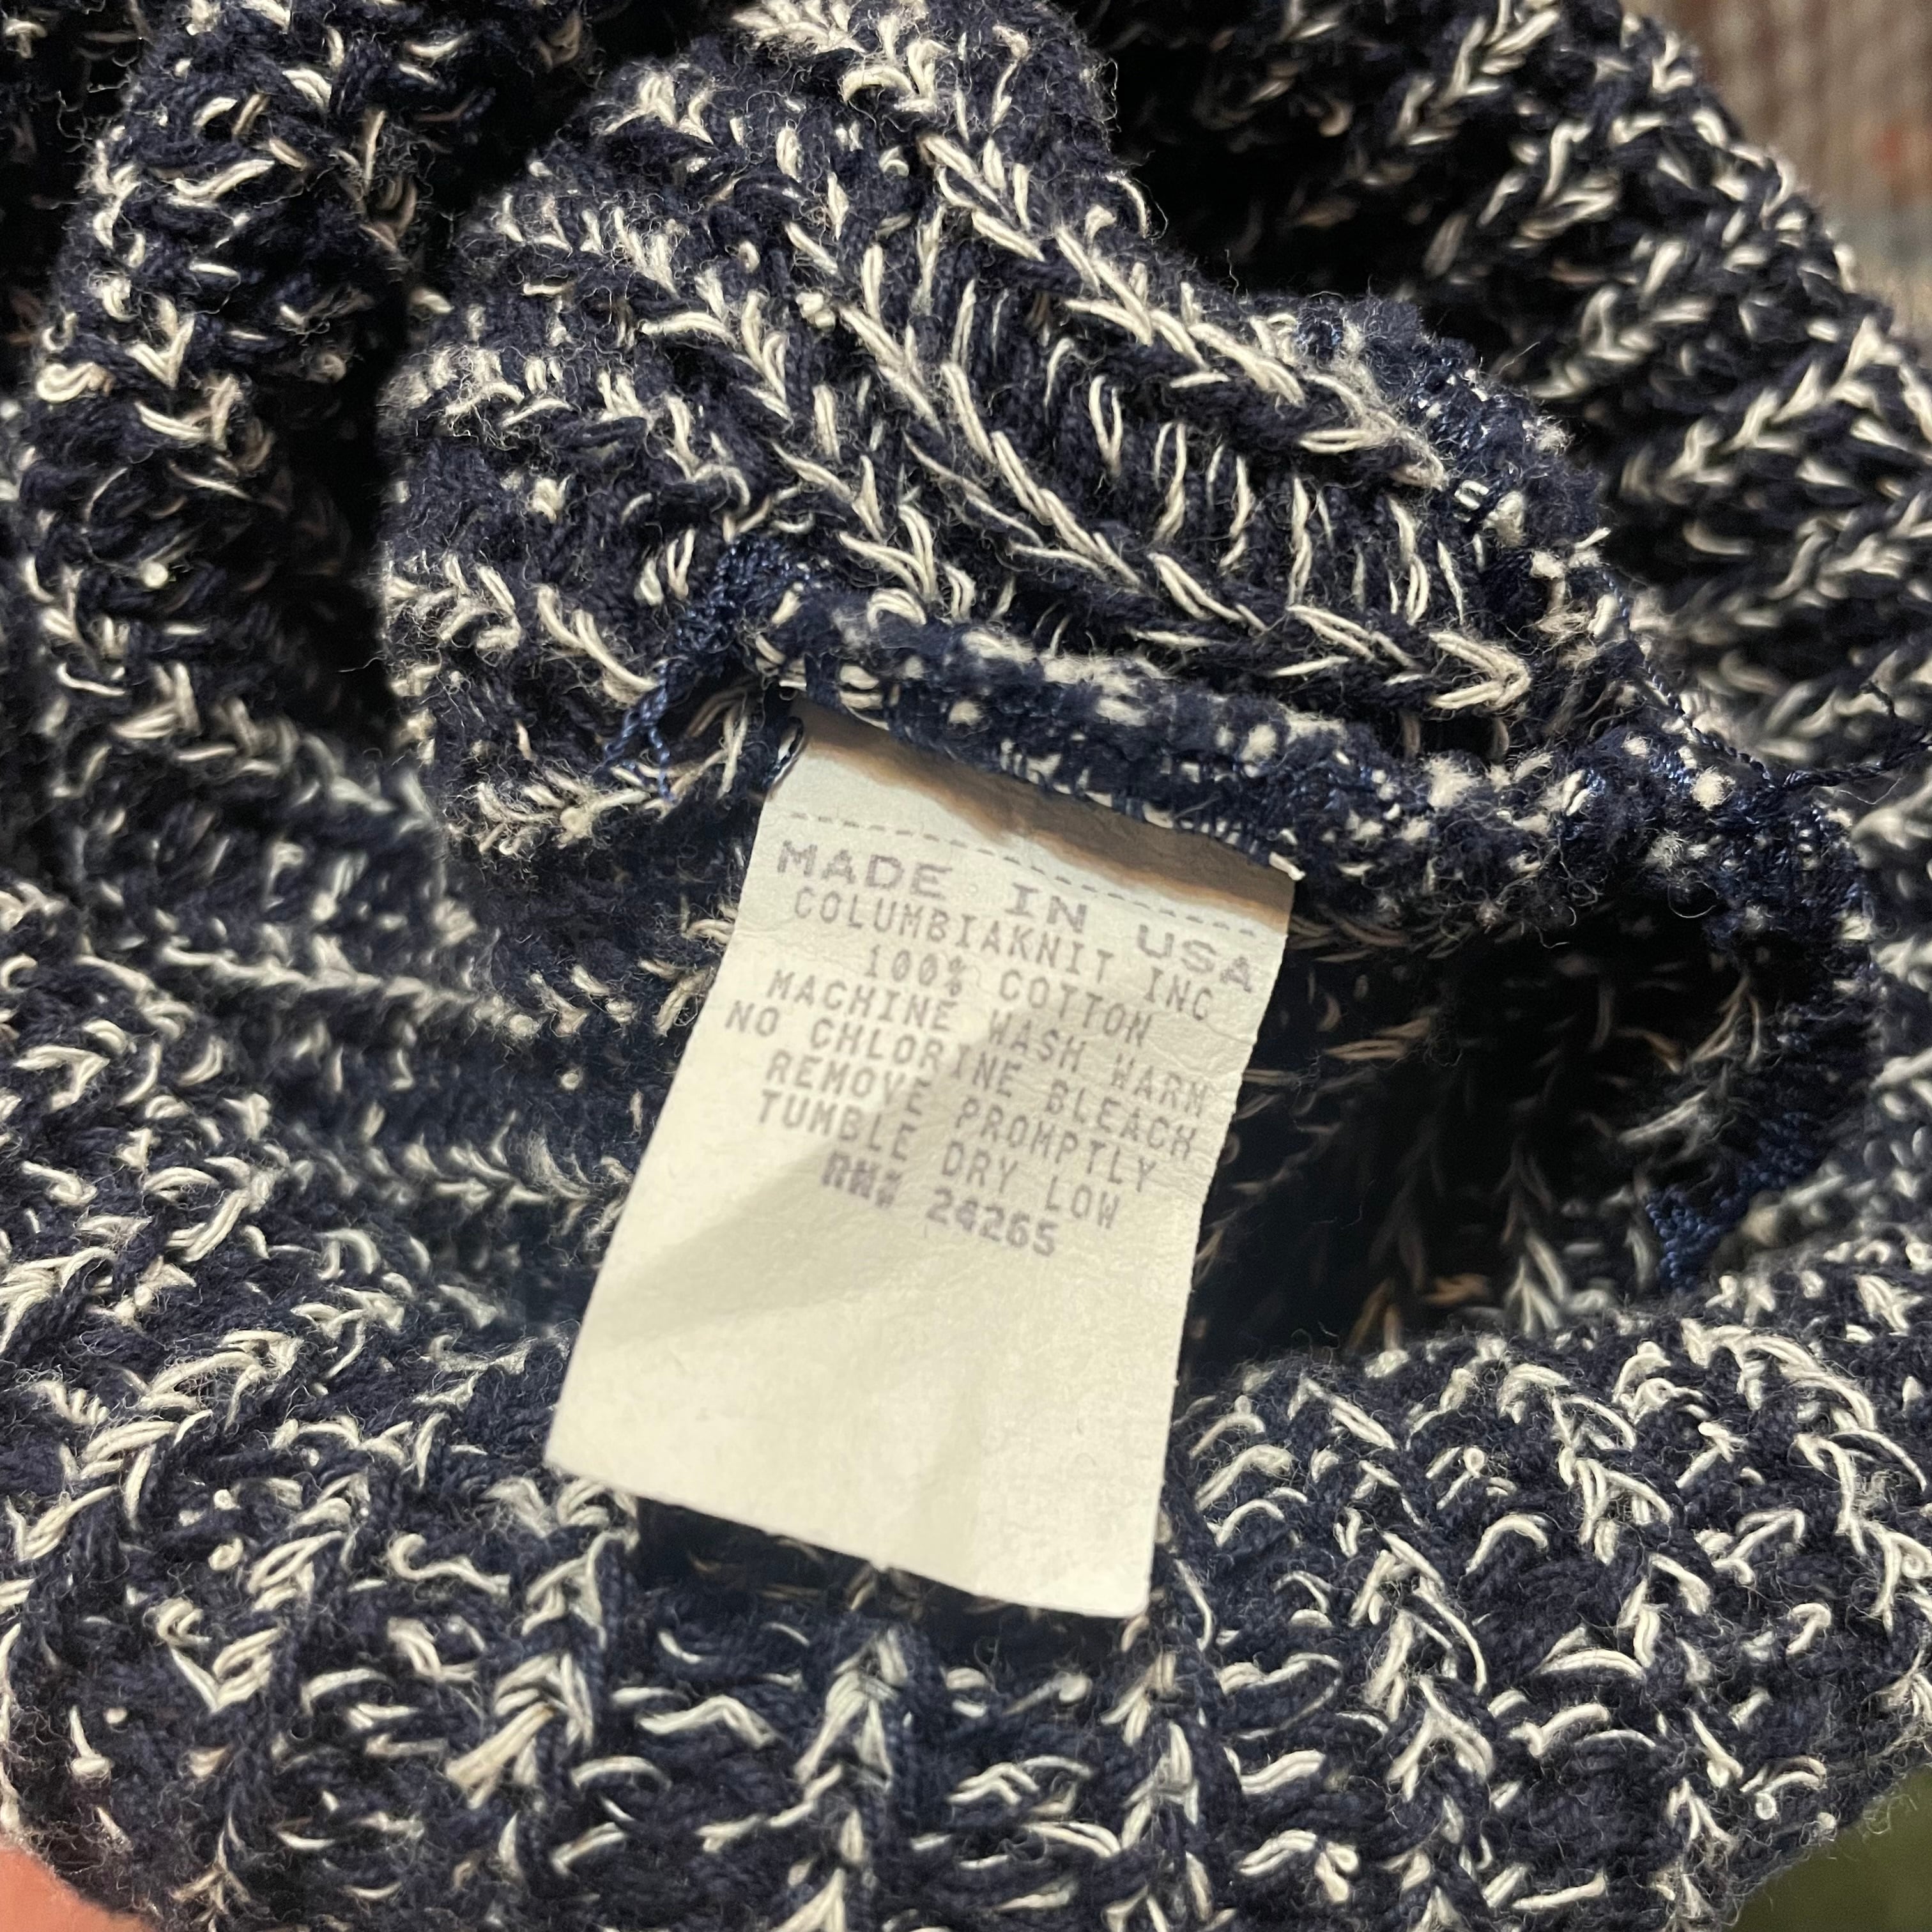 MADE IN USA
COLUMBIAKNIT INC
100% COTTON
MACHINE WASH WARM
NO CHLORINE BLEACH
REMOVE PROMPTLY
TUMBLE DRY LOW
RN# 24265